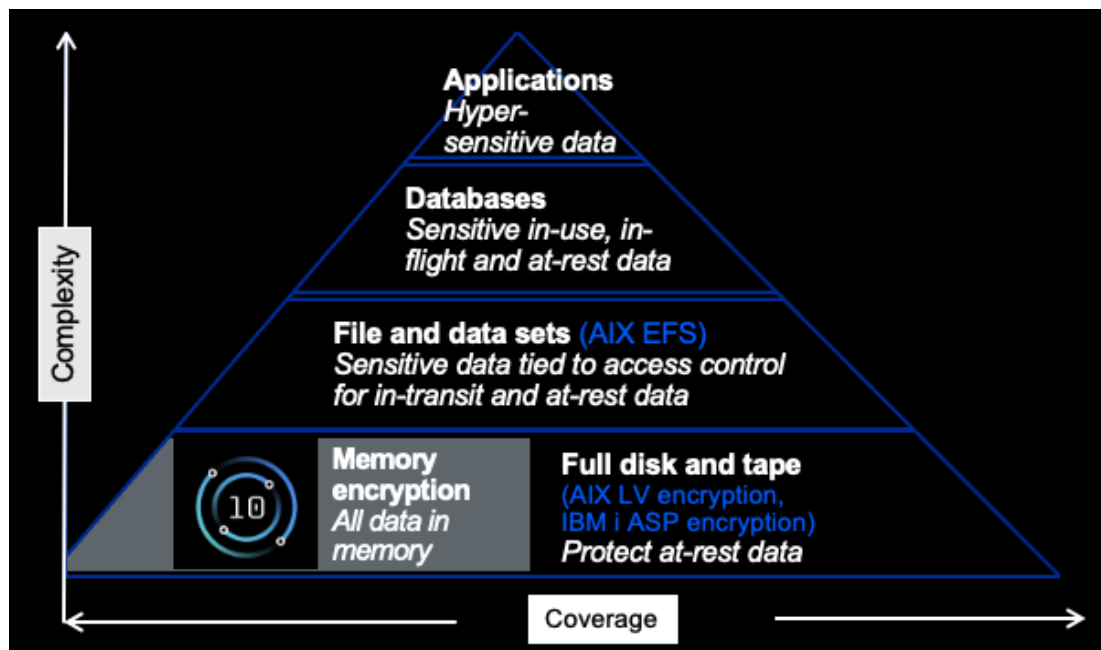 Applications
Hyper-
sensitive data
Databases
Sensitive in-use, in-
flight and at-rest data
File and data sets (AIX EFS)
Sensitive data tied to access control
for in-transit and at-rest data
10
Memory
encryption
All data in
memory
Full disk and tape
(AIX LV encryption,
IBM i ASP encryption)
Protect at-rest data
Complexity
Coverage